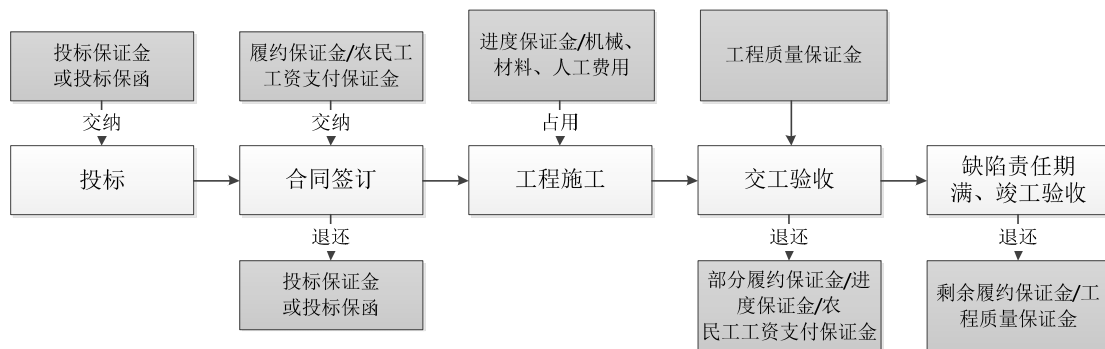 投标保证金
或投标保函
履约保证金/农民工
工资支付保证金
进度保证金/机械、
材料、人工费用
工程质量保证金
交纳
交纳
占用
投标
合同签订
工程施工
交工验收
缺陷责任期
满、竣工验收
退还
退还
退还
投标保证金
或投标保函
部分履约保证金/进
度保证金/农
民工工资支付保证金
剩余履约保证金/工
程质量保证金